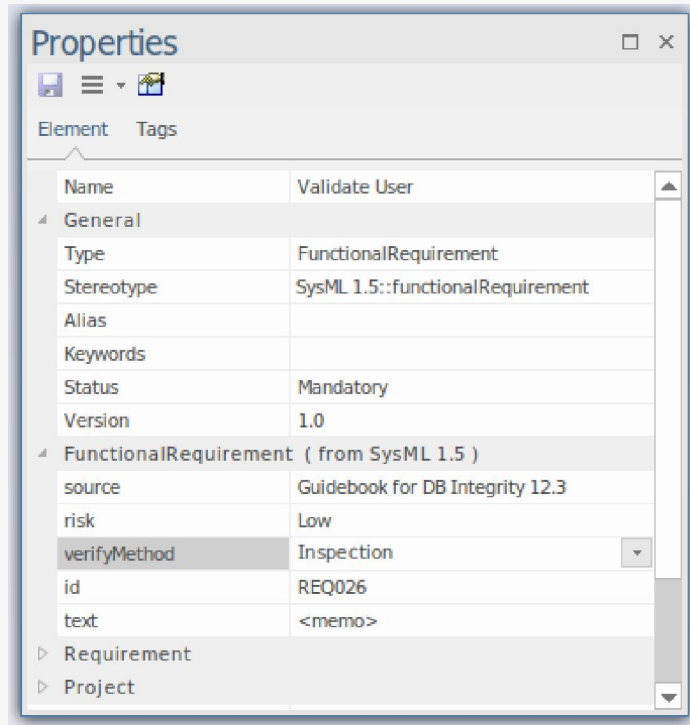 Properties
Element Tags
Name Validate User
General
Type FunctionalRequirement
Stereotype SysML 1.5::functionalRequirement
Alias
Keywords
Status Mandatory
Version 1.0
FunctionalRequirement ( from SysML 1.5 )
source Guidebook for DB Integrity 12.3
risk Low
verifyMethod Inspection
id REQ026
text <memo>
Requirement
Project